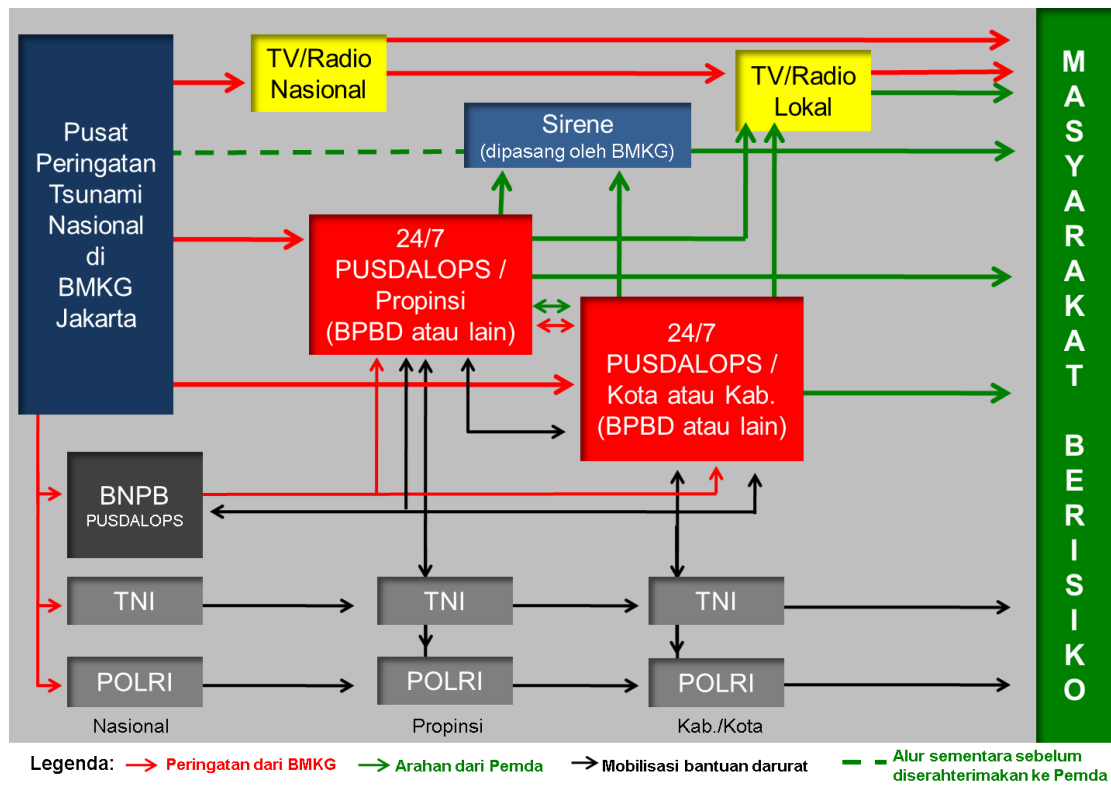 Pusat
Peringatan
Tsunami
Nasional
di
BMKG
Jakarta
TV/Radio
Nasional
TV/Radio
Lokal
Sirene
(dipasang oleh BMKG)
24/7
PUSDALOPS /
Propinsi
(BPBD atau lain)
24/7
PUSDALOPS /
Kota atau Kab.
(BPBD atau lain)
BNPB
PUSDALOPS
TNI
TNI
TNI
POLRI
POLRI
POLRI
Nasional
Propinsi
Kab./Kota
MASYARAKAT BERISIKO
Legenda:
Peringatan dari BMKG
Arahan dari Pemda
Mobilisasi bantuan darurat
Alur sementara sebelum
diserahterimakan ke Pemda